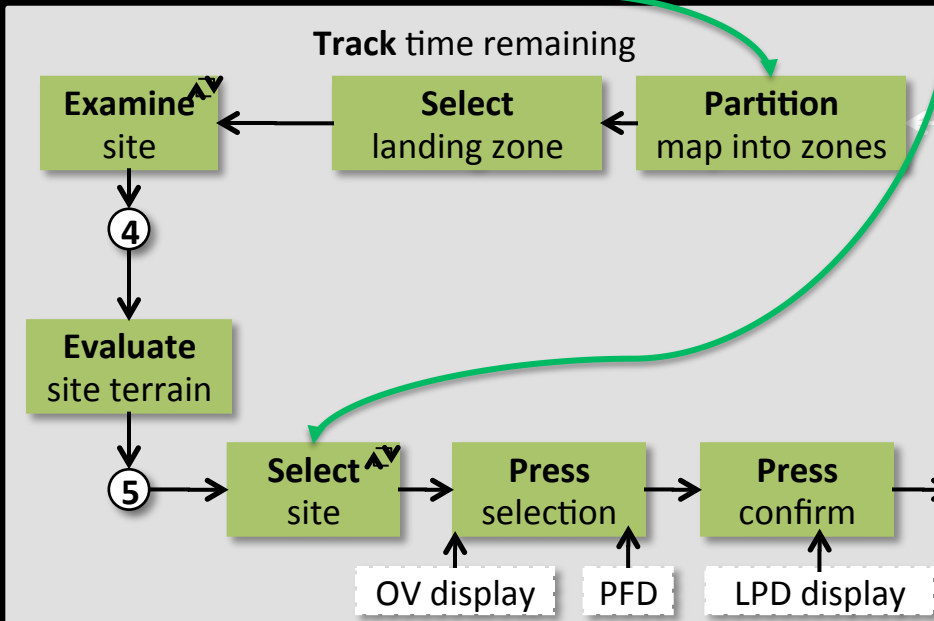 Track time remaining
Examine
site
Select
landing zone
Partition
map into zones
4
Evaluate
site terrain
5
Select
site
Press
selection
Press
confirm
OV display
PFD
LPD display